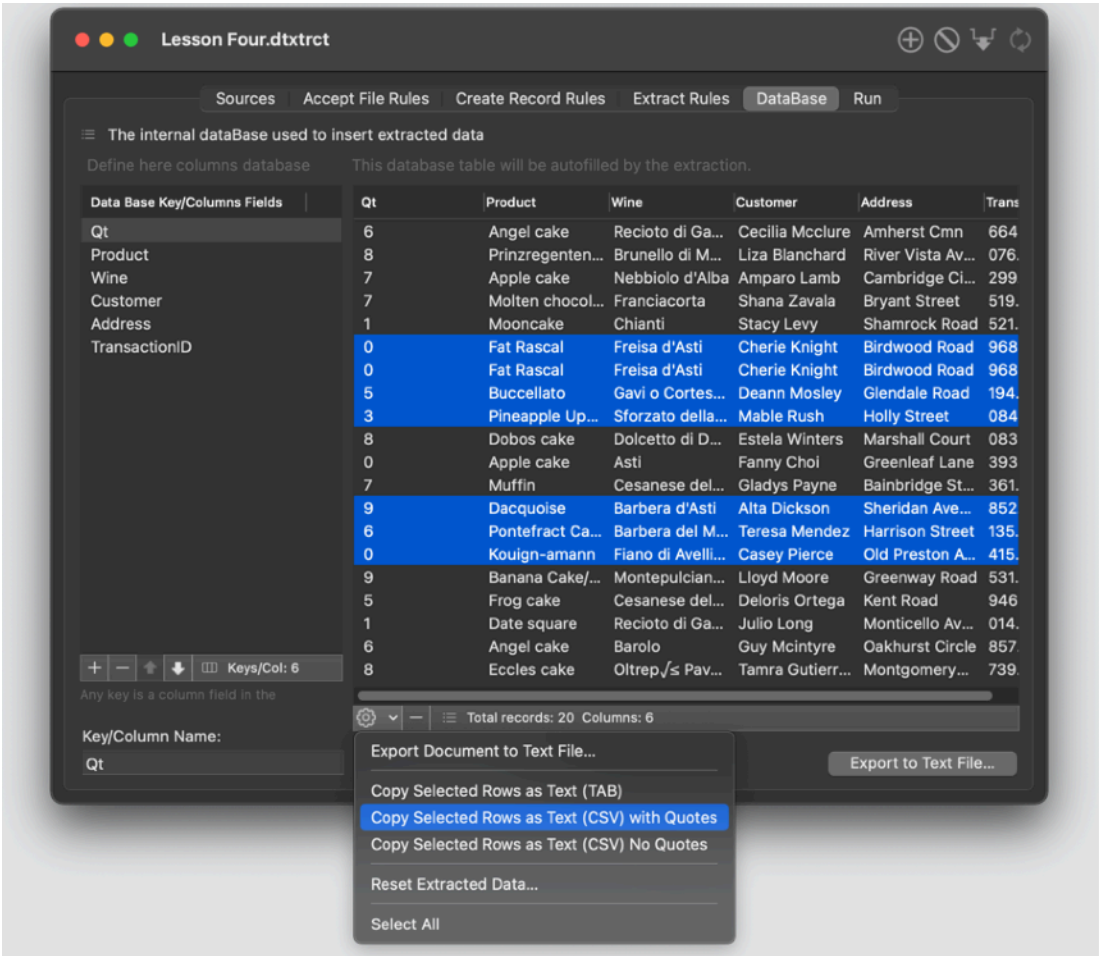 Lesson Four.dtxtrct
Sources Accept File Rules Create Record Rules Extract Rules DataBase Run
The internal dataBase used to insert extracted data
Define here columns database This database table will be autofilled by the extraction.
Data Base Key/Columns Fields Qt Product Wine Customer Address Trans
Qt 6 Angel cake Recioto di Ga... Cecilia Mcclure Amherst Cmn 664
Product 8 Prinzregenten... Brunello di M... Liza Blanchard River Vista Av... 076.
Wine 7 Apple cake Nebbiolo d'Alba Amparo Lamb Cambridge Ci... 299
Customer 7 Molten chocol... Franciacorta Shana Zavala Bryant Street 519.
Address 1 Mooncake Chianti Stacy Levy Shamrock Road 521.
TransactionID 0 Fat Rascal Freisa d'Asti Cherie Knight Birdwood Road 968
0 Fat Rascal Freisa d'Asti Cherie Knight Birdwood Road 968
5 Buccellato Gavi o Cortes... Deann Mosley Glendale Road 194.
3 Pineapple Up... Sforzato della... Mable Rush Holly Street 084
8 Dobos cake Dolcetto di D... Estela Winters Marshall Court 083
0 Apple cake Asti Fanny Choi Greenleaf Lane 393
7 Muffin Cesanese del... Gladys Payne Bainbridge St... 361.
9 Dacquoise Barbera d'Asti Alta Dickson Sheridan Ave... 852
6 Pontefract Ca... Barbera del M... Teresa Mendez Harrison Street 135.
0 Kouign-amann Fiano di Avelli... Casey Pierce Old Preston A... 415.
9 Banana Cake/... Montepulcian... Lloyd Moore Greenway Road 531.
5 Frog cake Cesanese del... Deloris Ortega Kent Road 946
1 Date square Recioto di Ga... Julio Long Monticello Av... 014.
6 Angel cake Barolo Guy Mcintyre Oakhurst Circle 857.
Keys/Col: 6 8 Eccles cake Oltrep√≤ Pav... Tamra Gutierr... Montgomery... 739.
Any key is a column field in the
Total records: 20 Columns: 6
Key/Column Name:
Qt
Export to Text File...
Export Document to Text File...
Copy Selected Rows as Text (TAB)
Copy Selected Rows as Text (CSV) with Quotes
Copy Selected Rows as Text (CSV) No Quotes
Reset Extracted Data...
Select All